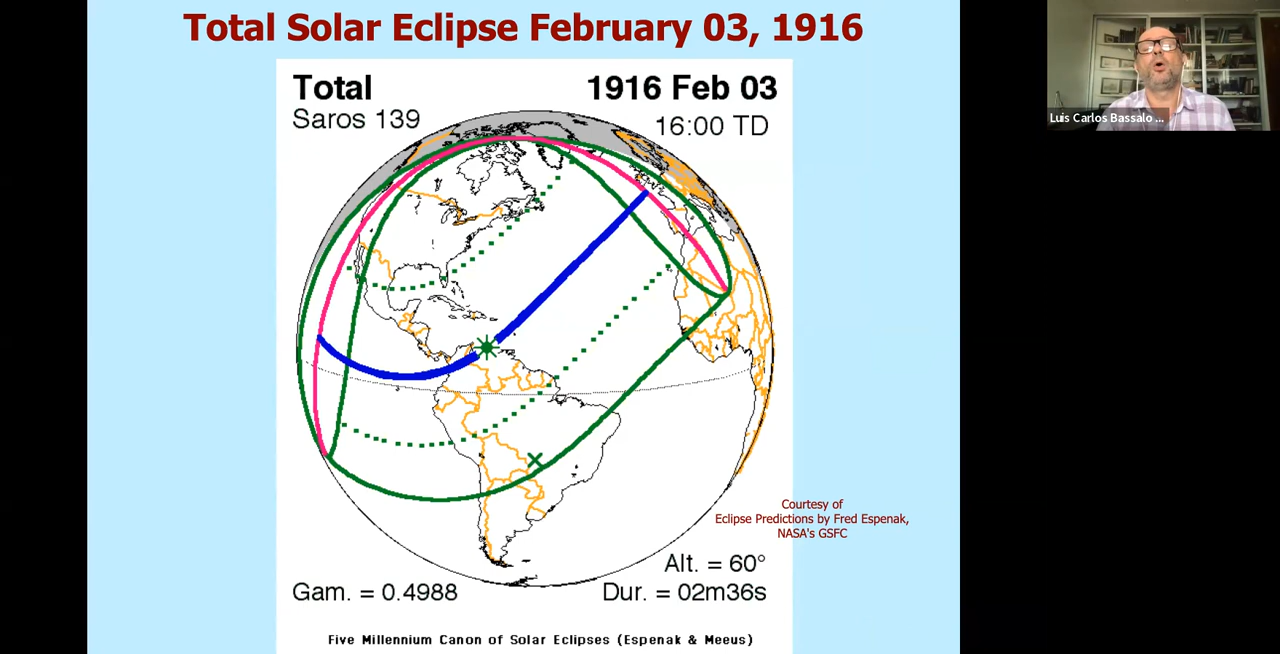 Total Solar Eclipse February 03, 1916
Total
1916 Feb 03
Saros 139
16:00 TD
Luis Carlos Bassalo ...
Courtesy of
Eclipse Predictions by Fred Espenak,
NASA's GSFC
Alt. = 60°
Gam. = 0.4988
Dur. = 02m36s
Five Millennium Canon of Solar Eclipses (Espenak & Meeus)